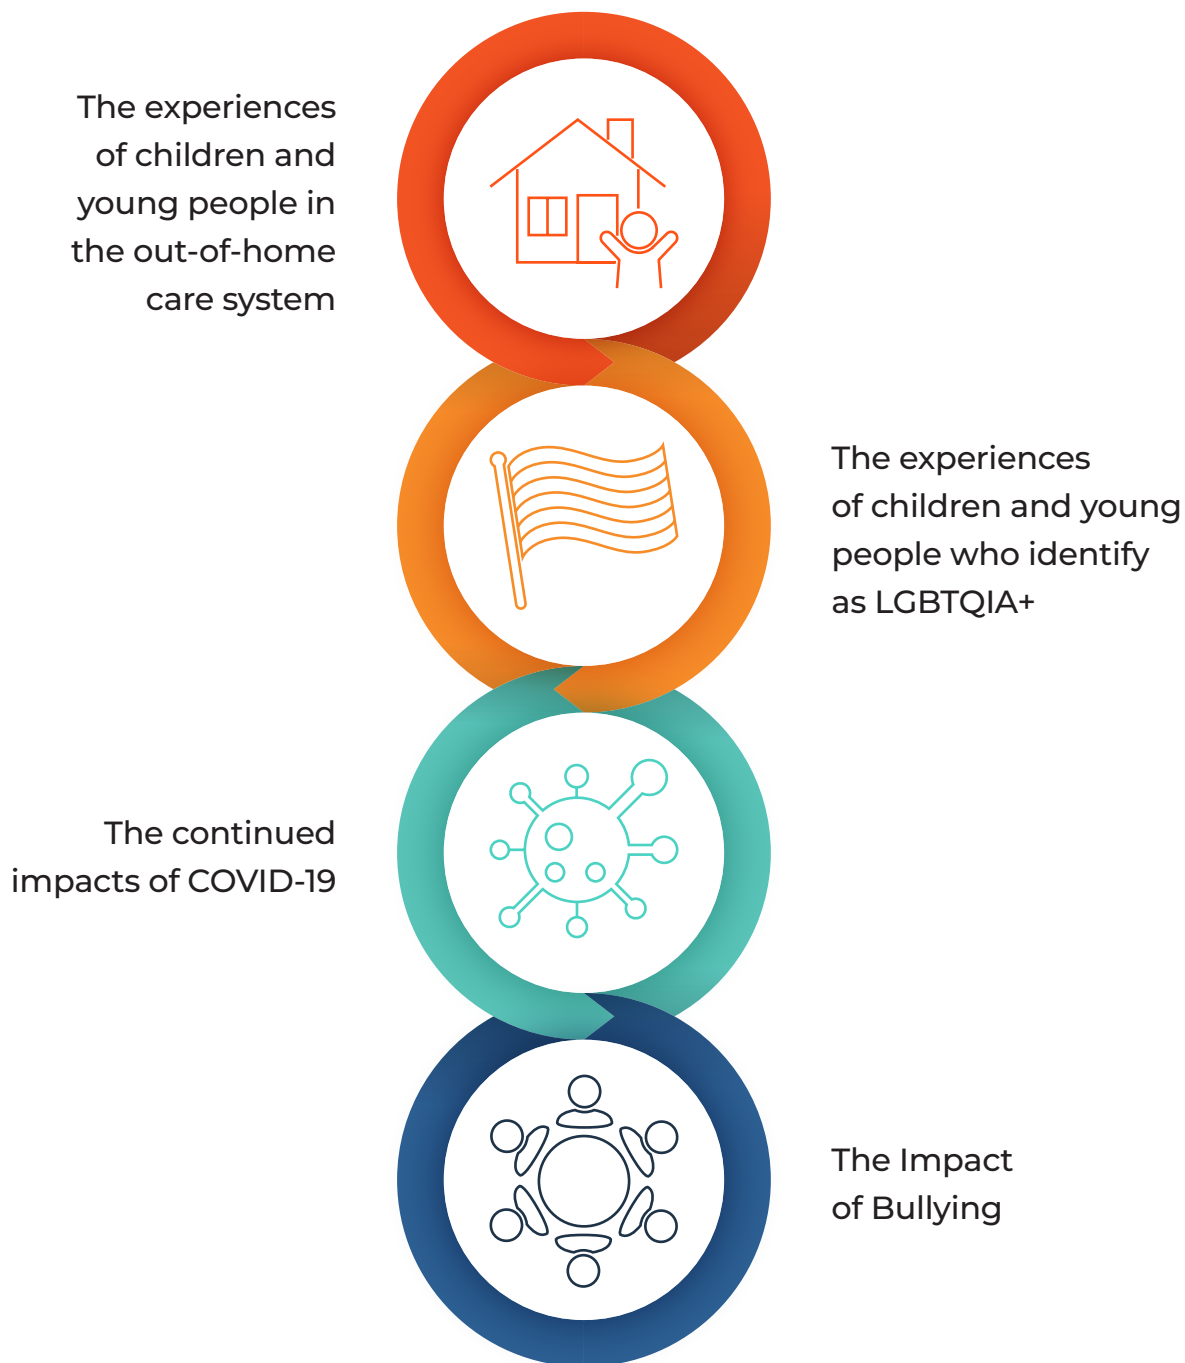 The experiences
of children and
young people in
the out-of-home
care system
The experiences
of children and young
people who identify
as LGBTQIA+
The continued
impacts of COVID-19
The Impact
of Bullying